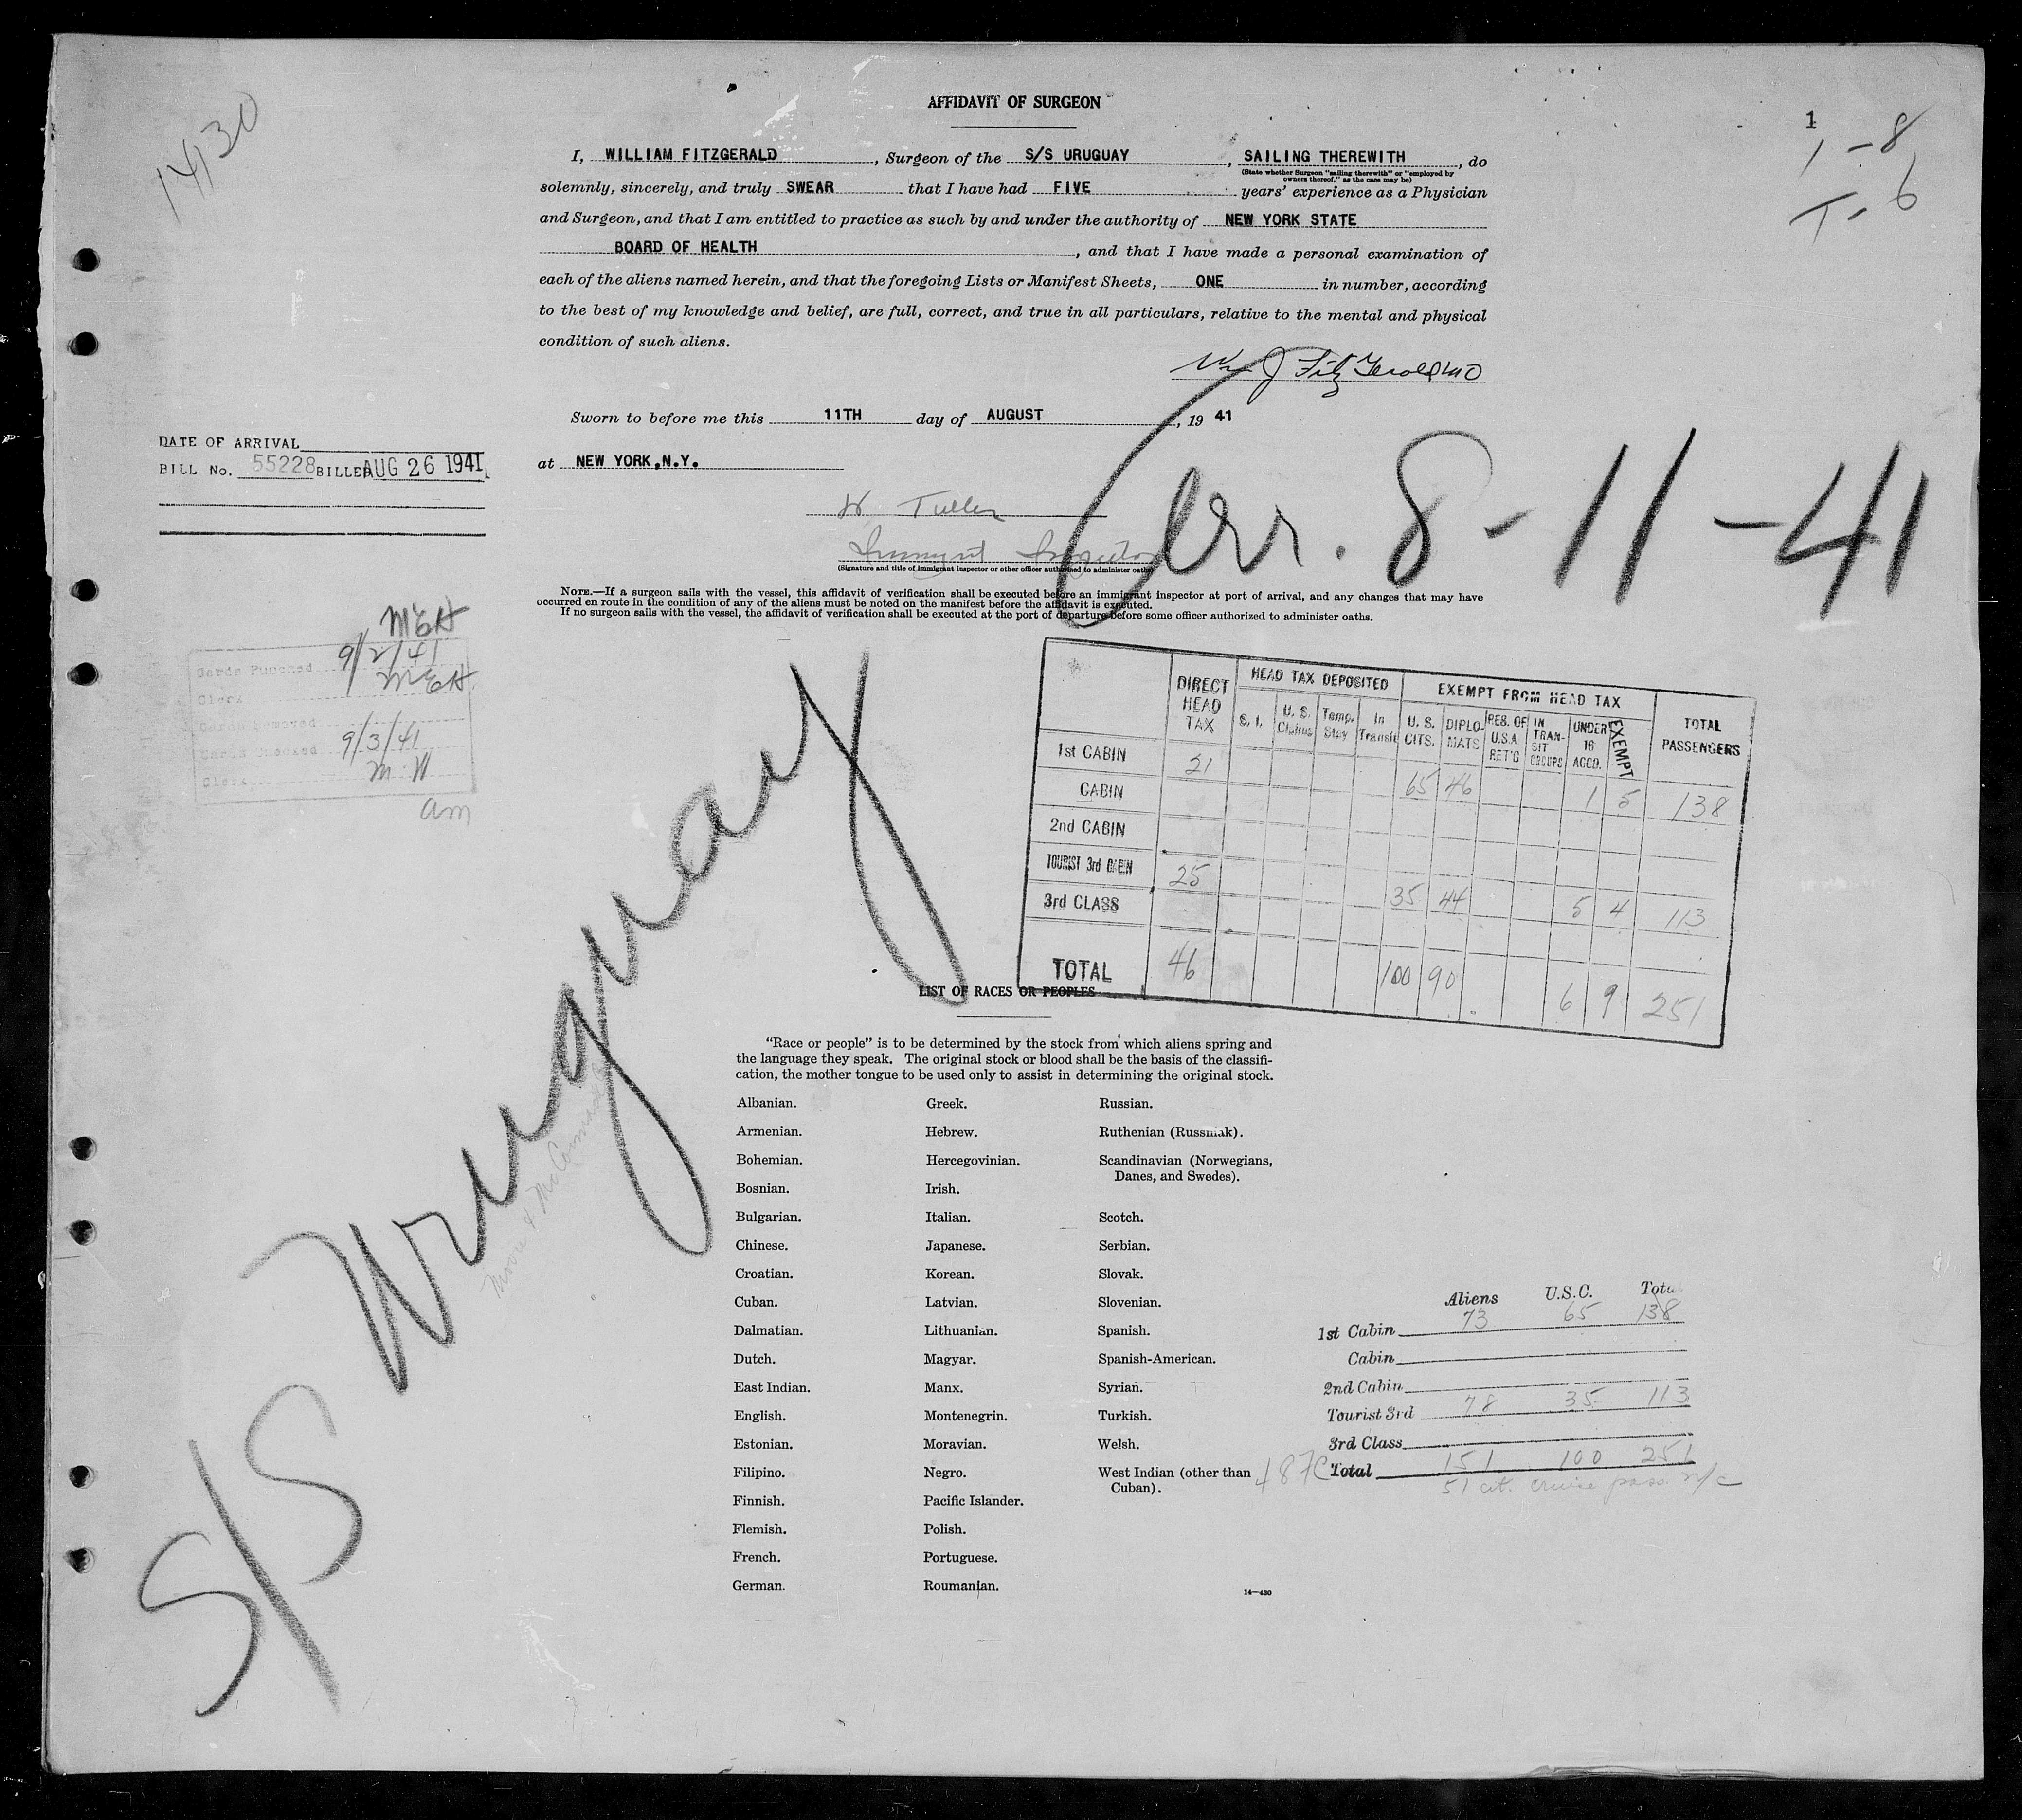 AFFIDAVIT OF SURGEON
14130
1
1-8
T-6
I, WILLIAM FITZGERALD, Surgeon of the S/S URUGUAY, SAILING THEREWITH, do
(State whether Surgeon "sailing therewith" or "employed by
owners thereof," as the case may be)
solemnly, sincerely, and truly SWEAR that I have had FIVE years' experience as a Physician
and Surgeon, and that I am entitled to practice as such by and under the authority of NEW YORK STATE
BOARD OF HEALTH, and that I have made a personal examination of
each of the aliens named herein, and that the foregoing Lists or Manifest Sheets, ONE in number, according
to the best of my knowledge and belief, are full, correct, and true in all particulars, relative to the mental and physical
condition of such aliens.
Wm J FitzGerald MD
Sworn to before me this 11TH day of AUGUST, 19 41
at NEW YORK,N.Y.
DATE OF ARRIVAL
BILL No. 55228 BILLED AUG 26 1941
Arr. 8-11-41
W. Tuller
Immigrant Inspector
(Signature and title of immigrant inspector or other officer authorized to administer oaths)
NOTE.—If a surgeon sails with the vessel, this affidavit of verification shall be executed before an immigrant inspector at port of arrival, and any changes that may have
occurred en route in the condition of any of the aliens must be noted on the manifest before the affidavit is executed.
If no surgeon sails with the vessel, the affidavit of verification shall be executed at the port of departure before some officer authorized to administer oaths.
MEH
Cards Punched 9/2/41
Clerk MEH
Cards Removed
Cards Checked 9/3/41
Clerk MW
am
DIRECT HEAD TAX HEAD TAX DEPOSITED EXEMPT FROM HEAD TAX TOTAL PASSENGERS
S. I. U. S. Claims Temp. Stay In Transit U. S. CITS. DIPLOMATS RES. OF U.S.A. RET'G IN TRANSIT GROUPS UNDER 16 ACCO. EXEMPT
1st CABIN 21 65 46 1 5 138
CABIN
2nd CABIN
TOURIST 3rd CABIN 25 35 44 5 4 113
3rd CLASS
TOTAL 46 100 90 6 9 251
S/S Uruguay
Moore & McCormack
LIST OF RACES OR PEOPLES
"Race or people" is to be determined by the stock from which aliens spring and
the language they speak. The original stock or blood shall be the basis of the classifi-
cation, the mother tongue to be used only to assist in determining the original stock.
Albanian.
Armenian.
Bohemian.
Bosnian.
Bulgarian.
Chinese.
Croatian.
Cuban.
Dalmatian.
Dutch.
East Indian.
English.
Estonian.
Filipino.
Finnish.
Flemish.
French.
German.
Greek.
Hebrew.
Hercegovinian.
Irish.
Italian.
Japanese.
Korean.
Latvian.
Lithuanian.
Magyar.
Manx.
Montenegrin.
Moravian.
Negro.
Pacific Islander.
Polish.
Portuguese.
Roumanian.
Russian.
Ruthenian (Russniak).
Scandinavian (Norwegians,
Danes, and Swedes).
Scotch.
Serbian.
Slovak.
Slovenian.
Spanish.
Spanish-American.
Syrian.
Turkish.
Welsh.
West Indian (other than
Cuban).
14—430
Aliens U.S.C. Total
1st Cabin 73 65 138
Cabin
2nd Cabin
Tourist 3rd 78 35 113
3rd Class
Total 151 100 251
51 cit. cruise pass. n/c